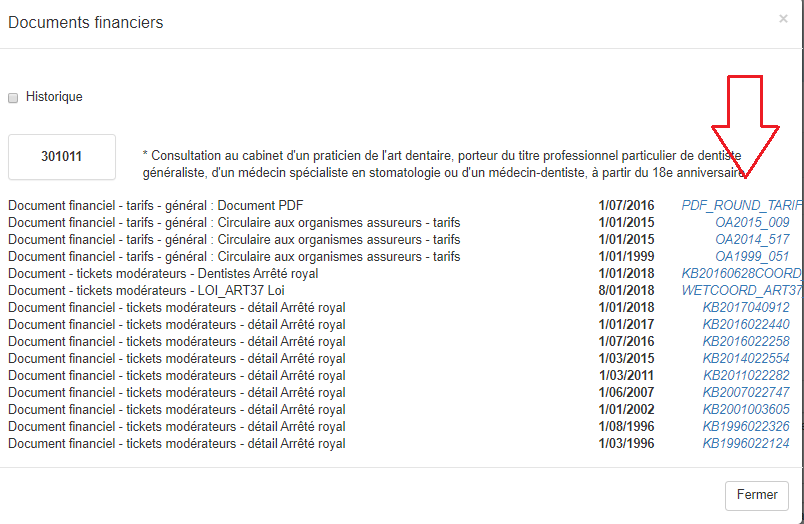 Documents financiers ×
Historique
301011
* Consultation au cabinet d'un praticien de l'art dentaire, porteur du titre professionnel particulier de dentiste
généraliste, d'un médecin spécialiste en stomatologie ou d'un médecin-dentiste, à partir du 18e anniversaire
Document financiel - tarifs - général : Document PDF 1/07/2016 PDF_ROUND_TARIF
Document financiel - tarifs - général : Circulaire aux organismes assureurs - tarifs 1/01/2015 OA2015_009
Document financiel - tarifs - général : Circulaire aux organismes assureurs - tarifs 1/01/2015 OA2014_517
Document financiel - tarifs - général : Circulaire aux organismes assureurs - tarifs 1/01/1999 OA1999_051
Document - tickets modérateurs - Dentistes Arrêté royal 1/01/2018 KB20160628COORD_
Document - tickets modérateurs - LOI_ART37 Loi 8/01/2018 WETCOORD_ART37
Document financiel - tickets modérateurs - détail Arrêté royal 1/01/2018 KB2017040912
Document financiel - tickets modérateurs - détail Arrêté royal 1/01/2017 KB2016022440
Document financiel - tickets modérateurs - détail Arrêté royal 1/07/2016 KB2016022258
Document financiel - tickets modérateurs - détail Arrêté royal 1/03/2015 KB2014022554
Document financiel - tickets modérateurs - détail Arrêté royal 1/03/2011 KB2011022282
Document financiel - tickets modérateurs - détail Arrêté royal 1/06/2007 KB2007022747
Document financiel - tickets modérateurs - détail Arrêté royal 1/01/2002 KB2001003605
Document financiel - tickets modérateurs - détail Arrêté royal 1/08/1996 KB1996022326
Document financiel - tickets modérateurs - détail Arrêté royal 1/03/1996 KB1996022124
Fermer